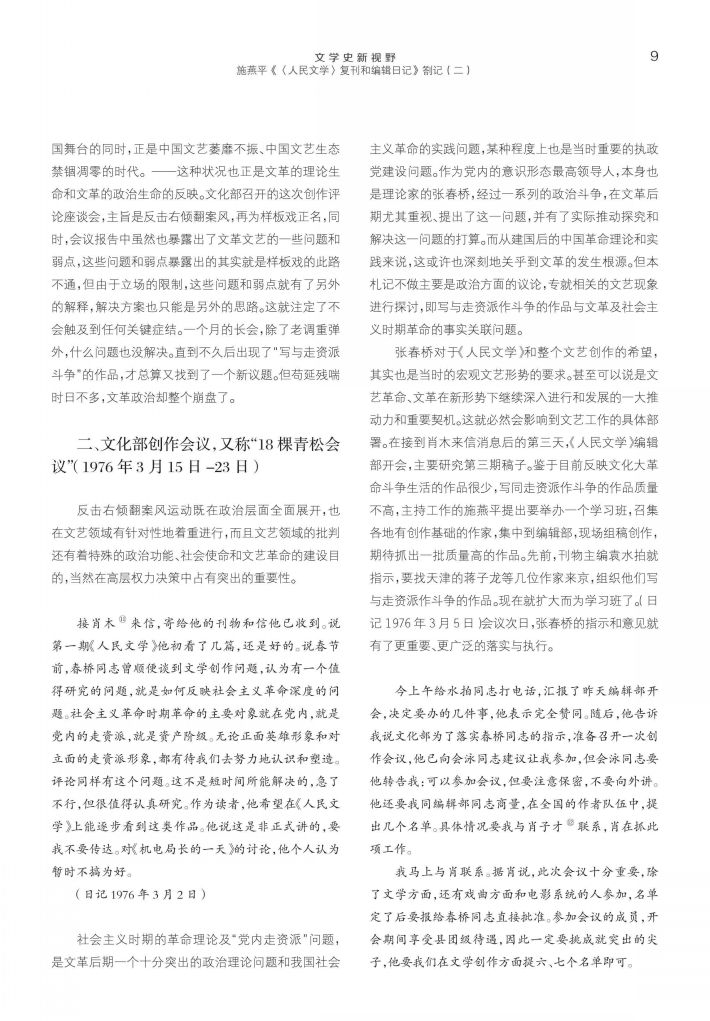 文学史新视野
施燕平《〈人民文学〉复刊和编辑日记》劄记(二)
9
国舞台的同时,正是中国文艺萎靡不振、中国文艺生态
禁锢凋零的时代。——这种状况也正是文革的理论生
命和文革的政治生命的反映。文化部召开的这次创作评
论座谈会,主旨是反击右倾翻案风,再为样板戏正名,同
时,会议报告中虽然也暴露出了文革文艺的一些问题和
弱点,这些问题和弱点暴露出的其实就是样板戏的此路
不通,但由于立场的限制,这些问题和弱点就有了另外
的解释,解决方案也只能是另外的思路。这就注定了不
会触及到任何关键症结。一个月的长会,除了老调重弹
外,什么问题也没解决。直到不久后出现了“写与走资派
斗争”的作品,才总算又找到了一个新议题。但苟延残喘
时日不多,文革政治却整个崩盘了。
二、文化部创作会议,又称“18 棵青松会
议”(1976 年 3 月 15 日 –23 日)
反击右倾翻案风运动既在政治层面全面展开,也
在文艺领域有针对性地着重进行,而且文艺领域的批判
还有着特殊的政治功能、社会使命和文艺革命的建设目
的,当然在高层权力决策中占有突出的重要性。
接肖木⑪来信,寄给他的刊物和信他已收到。说
第一期《人民文学》他初看了几篇,还是好的。说春节
前,春桥同志曾顺便谈到文学创作问题,认为有一个值
得研究的问题,就是如何反映社会主义革命深度的问
题。社会主义革命时期革命的主要对象就在党内,就是
党内的走资派,就是资产阶级。无论正面英雄形象和对
立面的走资派形象,都有待我们去努力地认识和塑造。
评论同样有这个问题。这不是短时间所能解决的,急了
不行,但很值得认真研究。作为读者,他希望在《人民文
学》上能逐步看到这类作品。他说这是非正式讲的,要
我不要传达。对《机电局长的一天》的讨论,他个人认为
暂时不搞为好。
(日记 1976 年 3 月 2 日)
社会主义时期的革命理论及“党内走资派”问题,
是文革后期一个十分突出的政治理论问题和我国社会
主义革命的实践问题,某种程度上也是当时重要的执政
党建设问题。作为党内的意识形态最高领导人,本身也
是理论家的张春桥,经过一系列的政治斗争,在文革后
期尤其重视、提出了这一问题,并有了实际推动探究和
解决这一问题的打算。而从建国后的中国革命理论和实
践来说,这或许也深刻地关乎到文革的发生根源。但本
札记不做主要是政治方面的议论,专就相关的文艺现象
进行探讨,即写与走资派作斗争的作品与文革及社会主
义时期革命的事实关联问题。
张春桥对于《人民文学》和整个文艺创作的希望,
其实也是当时的宏观文艺形势的要求。甚至可以说是文
艺革命、文革在新形势下继续深入进行和发展的一大推
动力和重要契机。这就必然会影响到文艺工作的具体部
署。在接到肖木来信消息后的第三天,《人民文学》编辑
部开会,主要研究第三期稿子。鉴于目前反映文化大革
命斗争生活的作品很少,写同走资派作斗争的作品质量
不高,主持工作的施燕平提出要举办一个学习班,召集
各地有创作基础的作家,集中到编辑部,现场组稿创作,
期待抓出一批质量高的作品。先前,刊物主编袁水拍就
指示,要找天津的蒋子龙等几位作家来京,组织他们写
与走资派作斗争的作品。现在就扩大而为学习班了。(日
记 1976 年 3 月 5 日)会议次日,张春桥的指示和意见就
有了更重要、更广泛的落实与执行。
今上午给水拍同志打电话,汇报了昨天编辑部开
会,决定要办的几件事,他表示完全赞同。随后,他告诉
我说文化部为了落实春桥同志的指示,准备召开一次创
作会议,他已向会泳同志建议让我参加,但会泳同志要
他转告我:可以参加会议,但要注意保密,不要向外讲。
他还要我同编辑部同志商量,在全国的作者队伍中,提
出几个名单。具体情况要我与肖子才⑫联系,肖在抓此
项工作。
我马上与肖联系。据肖说,此次会议十分重要,除
了文学方面,还有戏曲方面和电影系统的人参加,名单
定了后要报给春桥同志直接批准。参加会议的成员,开
会期间享受县团级待遇,因此一定要挑成就突出的尖
子,他要我们在文学创作方面提六、七个名单即可。